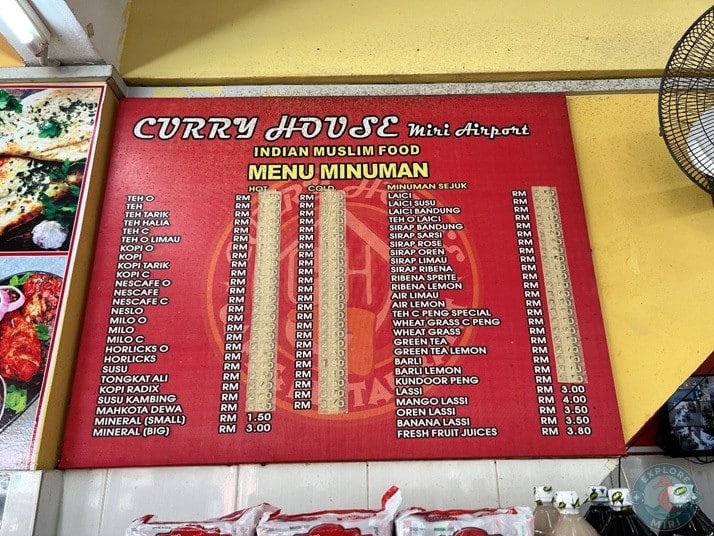 CURRY HOUSE Miri Airport
INDIAN MUSLIM FOOD
MENU MINUMAN
HOT COLD
TEH O RM RM
TEH RM RM
TEH TARIK RM RM
TEH HALIA RM RM
TEH C RM RM
TEH O LIMAU RM RM
KOPI O RM RM
KOPI RM RM
KOPI TARIK RM RM
KOPI C RM RM
NESCAFE O RM RM
NESCAFE RM RM
NESCAFE C RM RM
NESLO RM RM
MILO O RM RM
MILO RM RM
MILO C RM RM
HORLICKS O RM RM
HORLICKS RM RM
SUSU RM RM
TONGKAT ALI RM RM
KOPI RADIX RM RM
SUSU KAMBING RM RM
MAHKOTA DEWA RM RM
MINERAL (SMALL) RM 1.50
MINERAL (BIG) RM 3.00
MINUMAN SEJUK
LAICI RM
LAICI SUSU RM
LAICI BANDUNG RM
TEH O LAICI RM
SIRAP BANDUNG RM
SIRAP.SARSI RM
SIRAP ROSE RM
SIRAP OREN RM
SIRAP LIMAU RM
SIRAP RIBENA RM
RIBENA SPRITE RM
RIBENA LEMON RM
AIR LIMAU RM
AIR LEMON RM
TEH C PENG SPECIAL RM
WHEAT GRASS C PENG RM
WHEAT GRASS RM
GREEN TEA RM
GREEN TEA LEMON RM
BARLI RM
BARLI LEMON RM
KUNDOOR PENG RM
LASSI RM 3.00
MANGO LASSI RM 4.00
OREN LASSI RM 3.50
BANANA LASSI RM 3.50
FRESH FRUIT JUICES RM 3.80
EXPLORE
MIRI